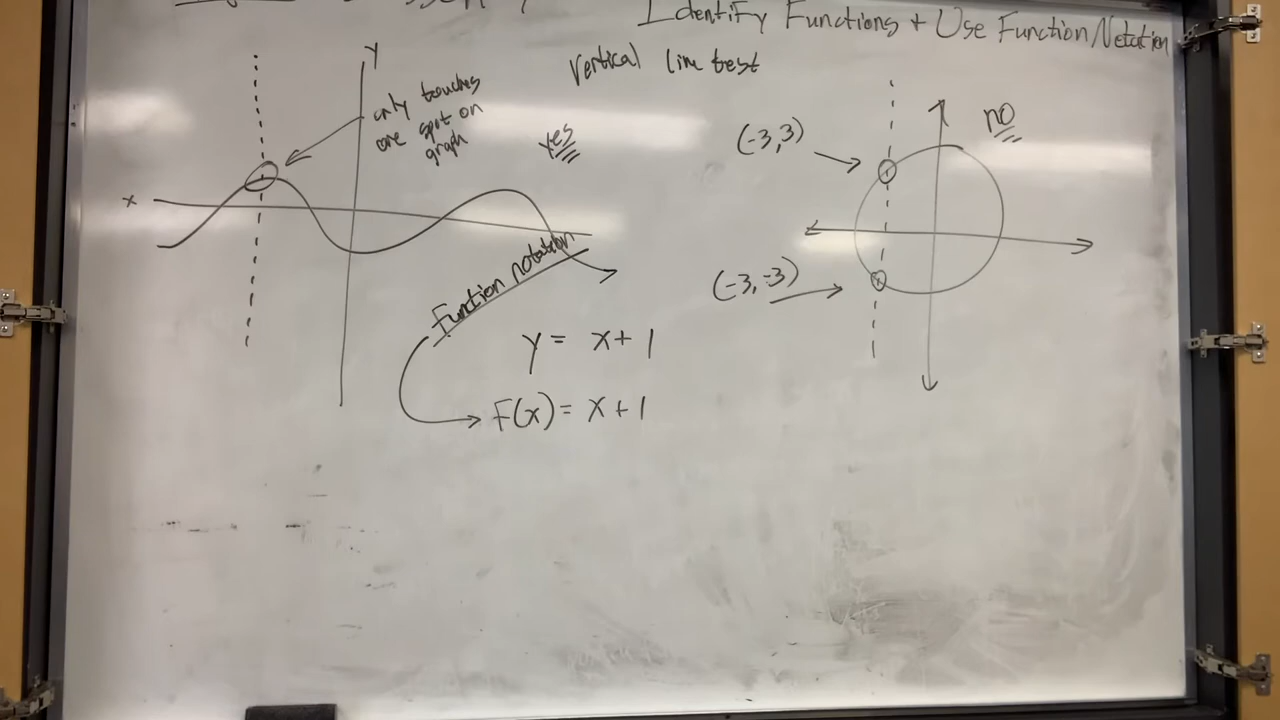 Identify Functions + Use Function Notation
Vertical line test
y
only touches
one spot on
graph
yes
x
Function notation
y = x + 1
F(x) = x + 1
no
(-3, 3)
(-3, -3)